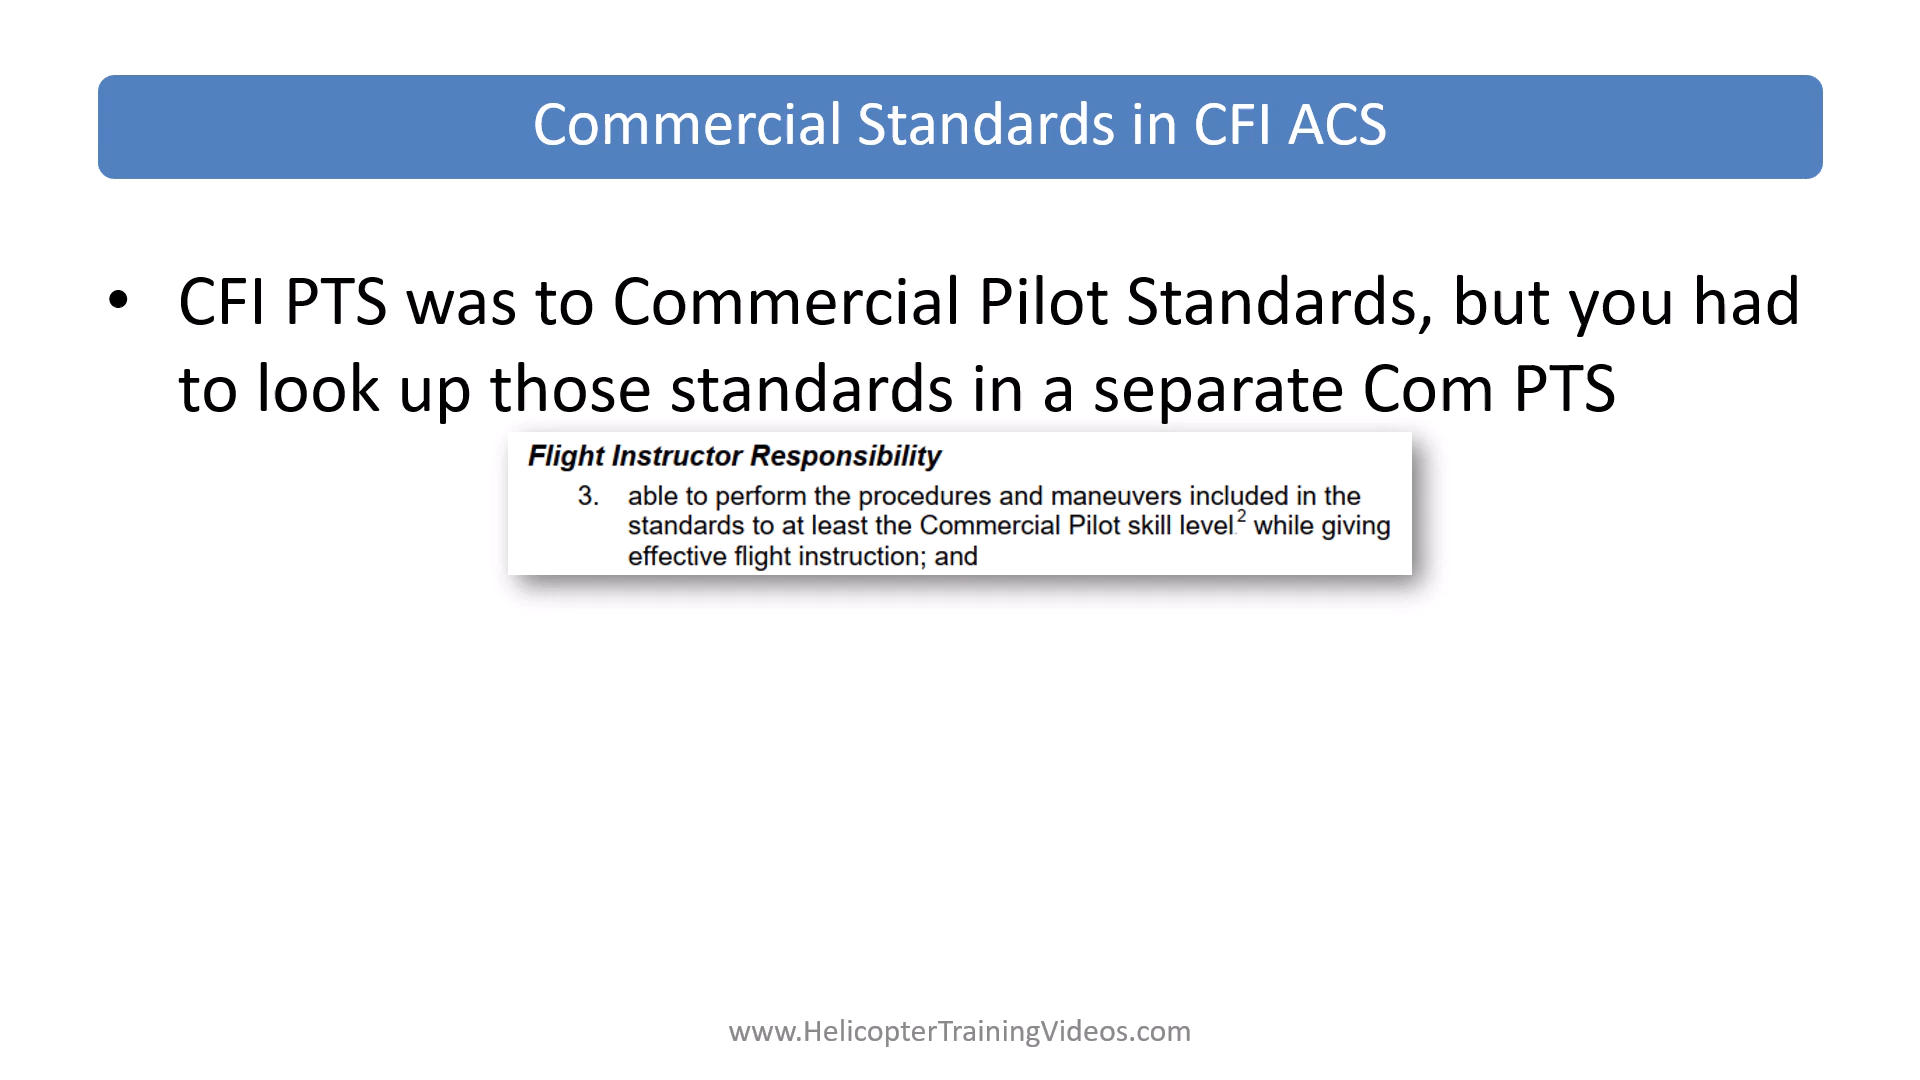 Commercial Standards in CFI ACS
• CFI PTS was to Commercial Pilot Standards, but you had
to look up those standards in a separate Com PTS
Flight Instructor Responsibility
3. able to perform the procedures and maneuvers included in the
standards to at least the Commercial Pilot skill level2 while giving
effective flight instruction; and
www.HelicopterTrainingVideos.com